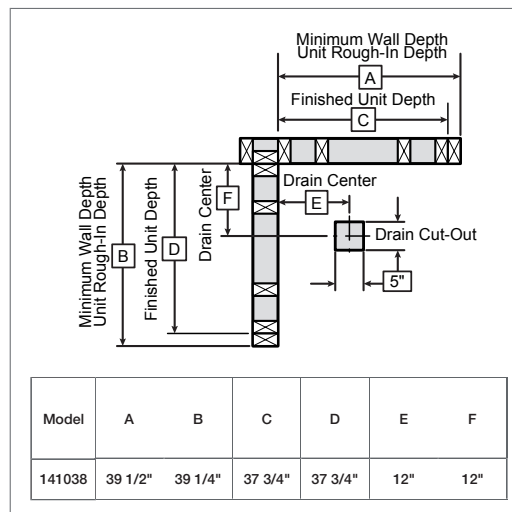 Minimum Wall Depth
Unit Rough-In Depth
A
Finished Unit Depth
C
Drain Center
E
F
Drain Center
D
Finished Unit Depth
B
Minimum Wall Depth
Unit Rough-In Depth
Drain Cut-Out
5"
Model A B C D E F
141038 39 1/2" 39 1/4" 37 3/4" 37 3/4" 12" 12"